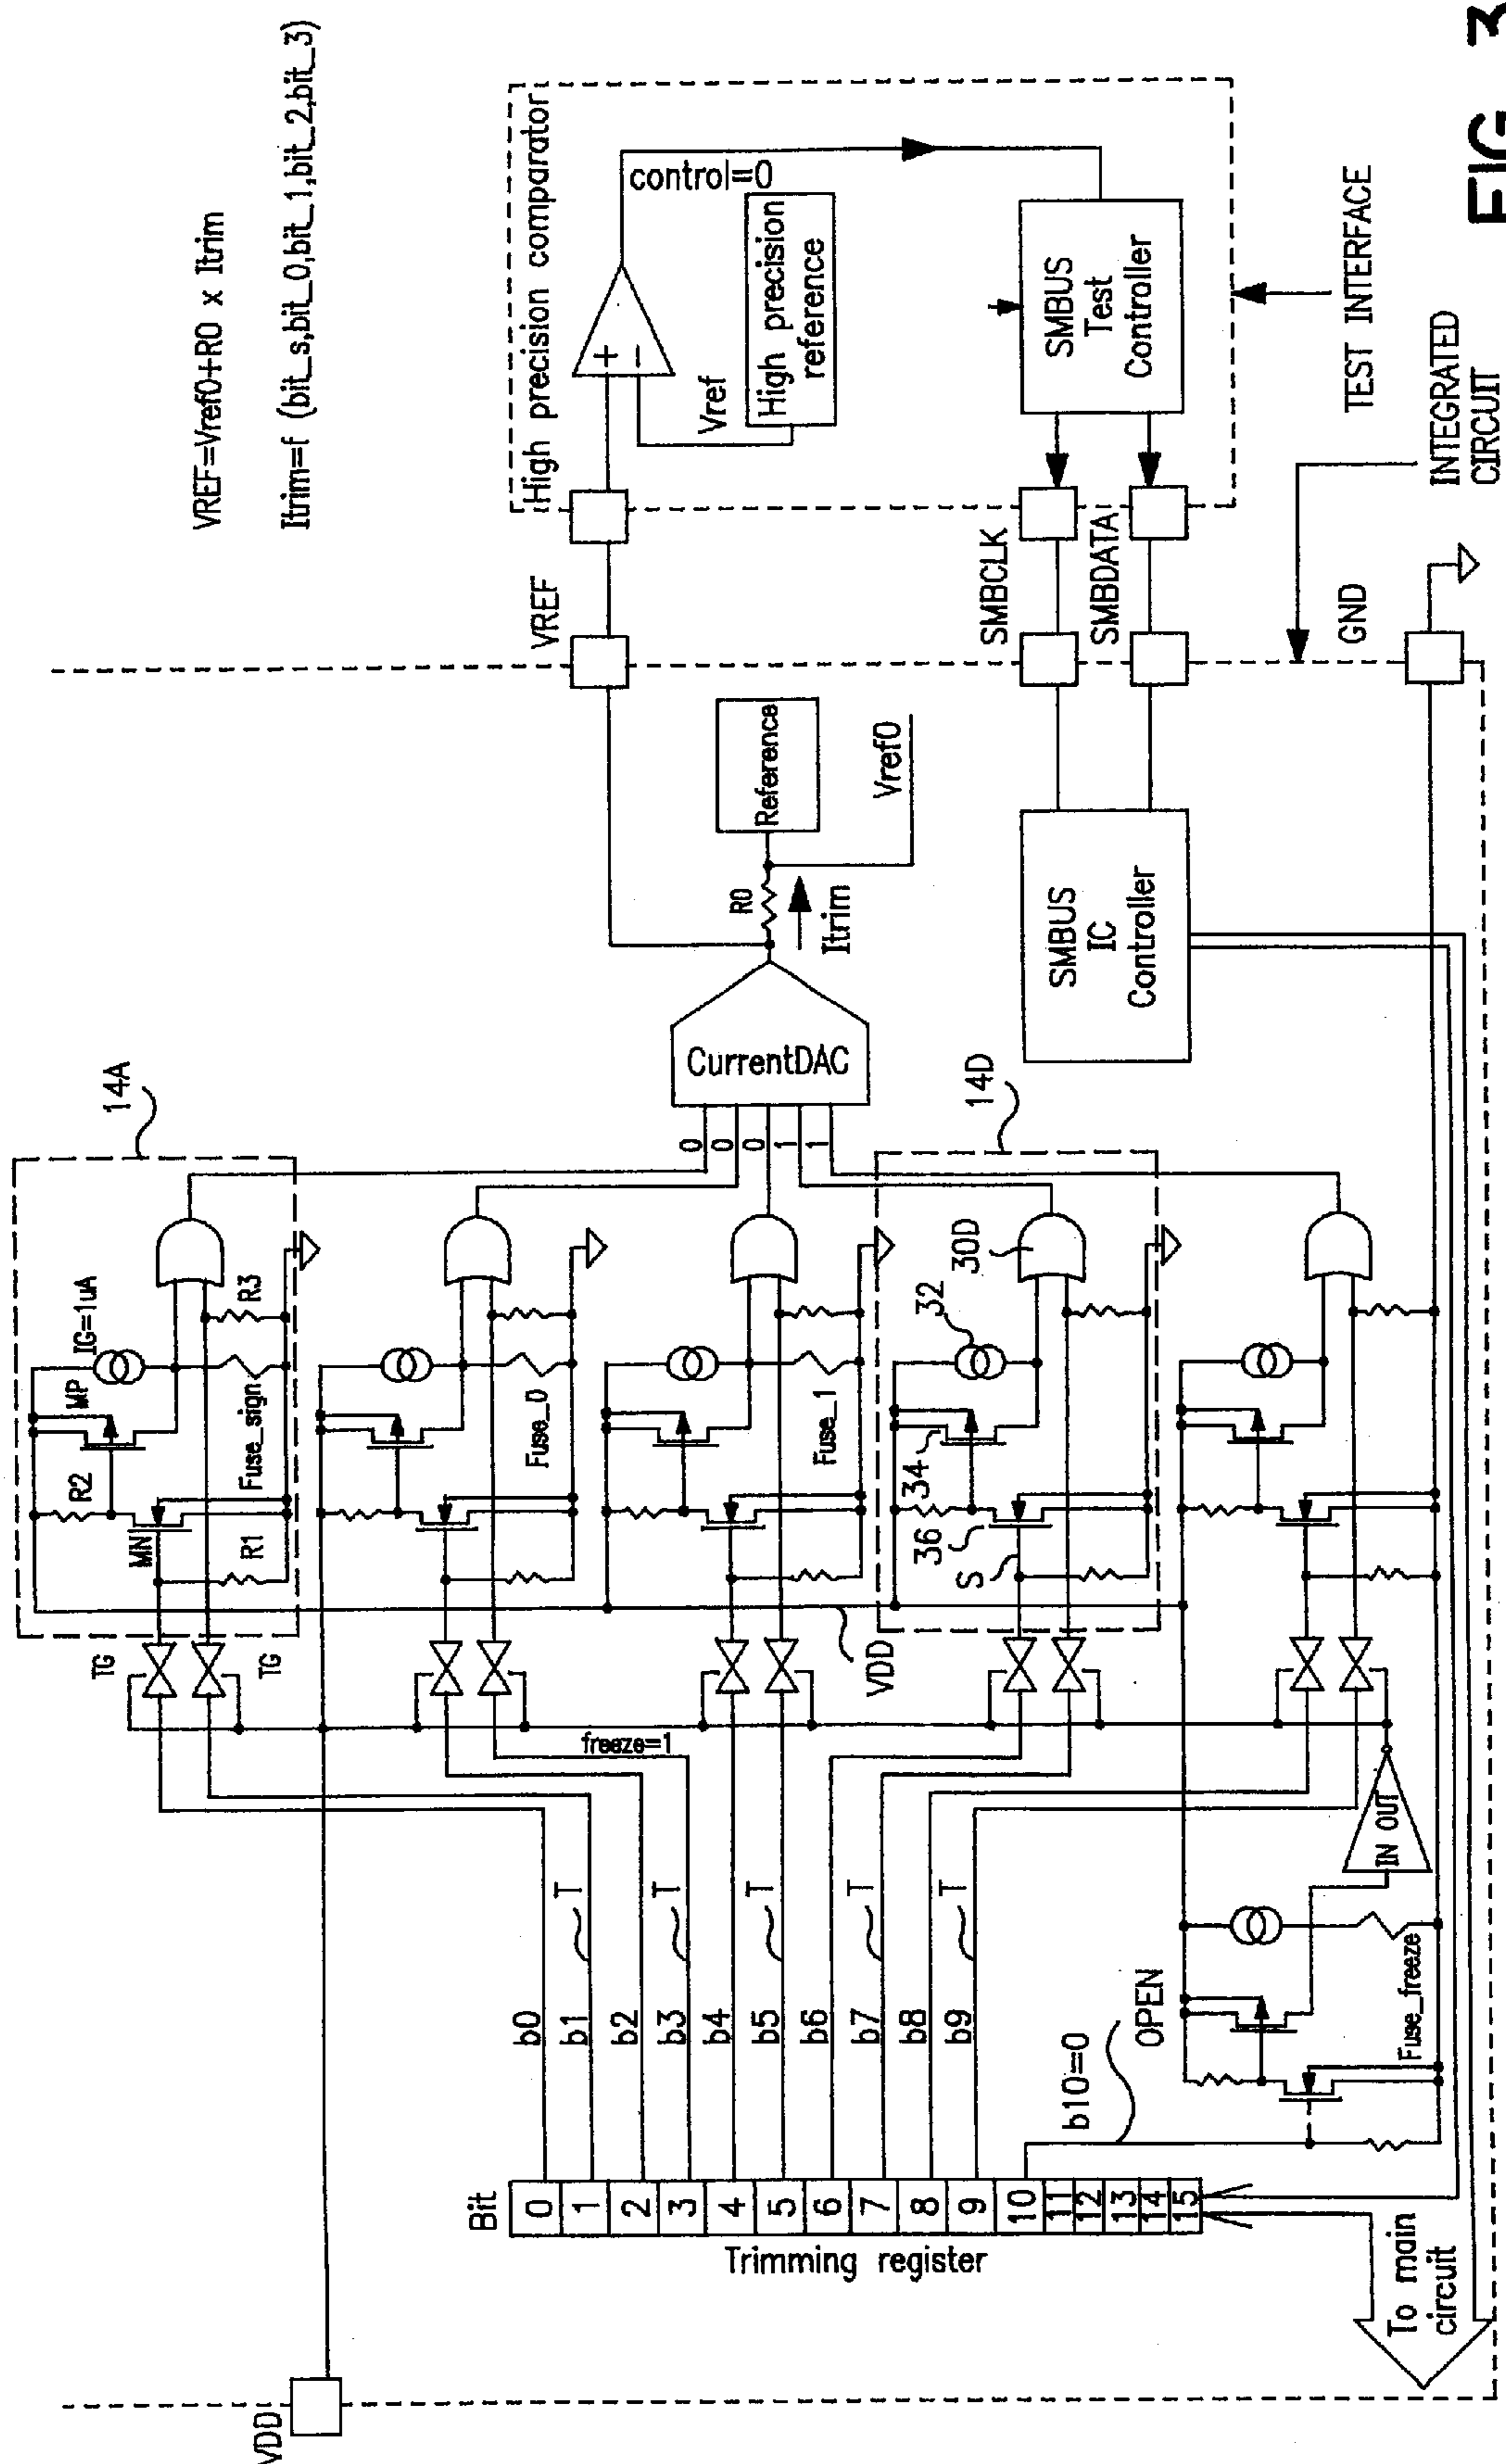 VREF=Vref0+R0 x Itrim
Itrim=f (bit_s,bit_0,bit_1,bit_2,bit_3)
14A
IG=1uA
MP
R2
MN
R1
R3
Fuse_sign
TG
TG
Fuse_0
Fuse_1
14D
30D
32
34
36
S
VDD
freeze=1
CurrentDAC
0
0
0
1
1
R0
Itrim
Reference
Vref0
VREF
High precision comparator
control=0
+
−
Vref
High precision
reference
SMBUS
Test
Controller
SMBCLK
SMBDATA
SMBUS
IC
Controller
TEST INTERFACE
INTEGRATED
CIRCUIT
GND
VDD
Bit
0
1
2
3
4
5
6
7
8
9
10
11
12
13
14
15
Trimming register
b0
b1
b2
b3
b4
b5
b6
b7
b8
b9
T
T
T
T
T
b10=0
OPEN
Fuse_freeze
IN OUT
To main
circuit
FIG. 3